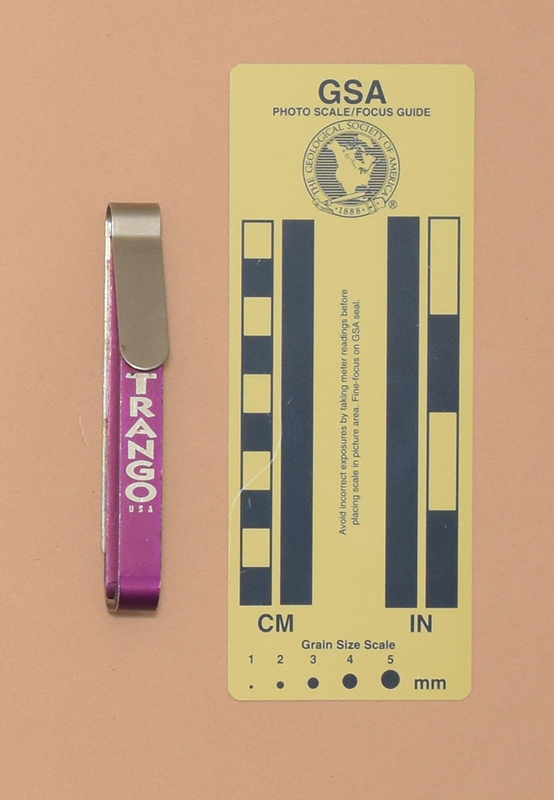 TRANGO
USA
GSA
PHOTO SCALE/FOCUS GUIDE
THE GEOLOGICAL SOCIETY OF AMERICA
·1888·
®
Avoid incorrect exposures by taking meter readings before
placing scale in picture area. Fine-focus on GSA seal.
CM
IN
Grain Size Scale
1 2 3 4 5
mm